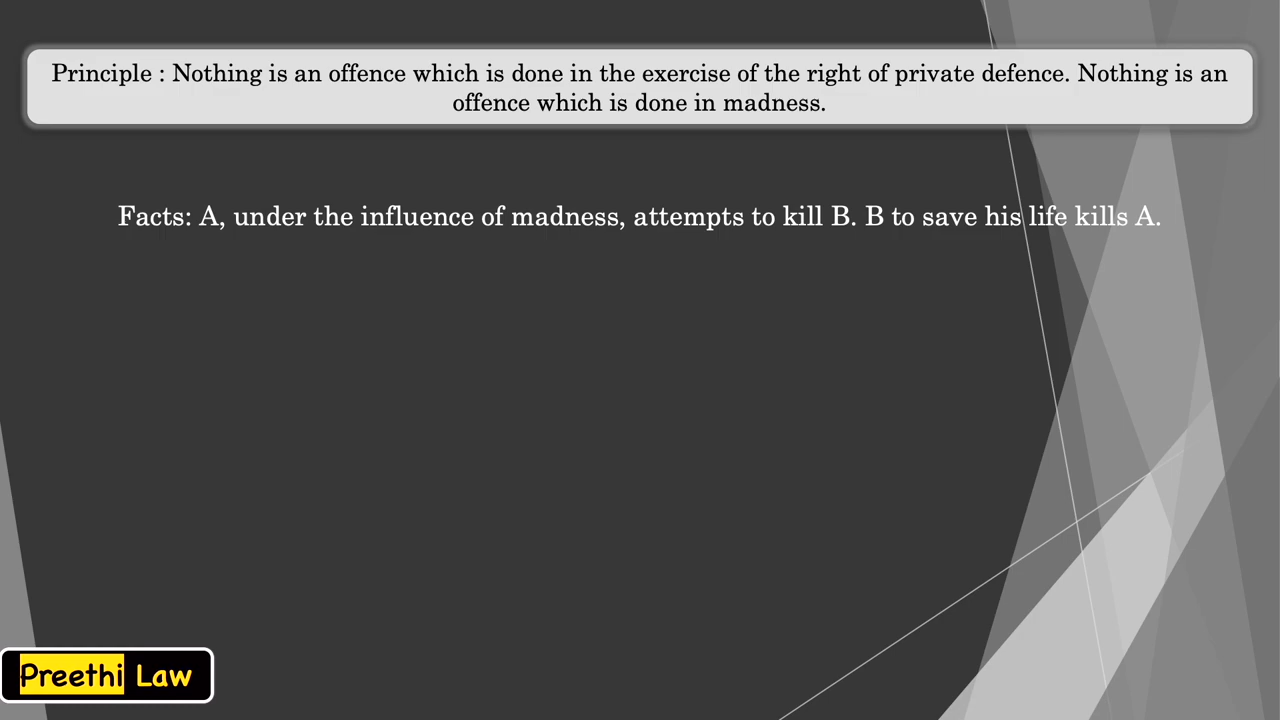 Principle : Nothing is an offence which is done in the exercise of the right of private defence. Nothing is an
offence which is done in madness.
Facts: A, under the influence of madness, attempts to kill B. B to save his life kills A.
Preethi Law